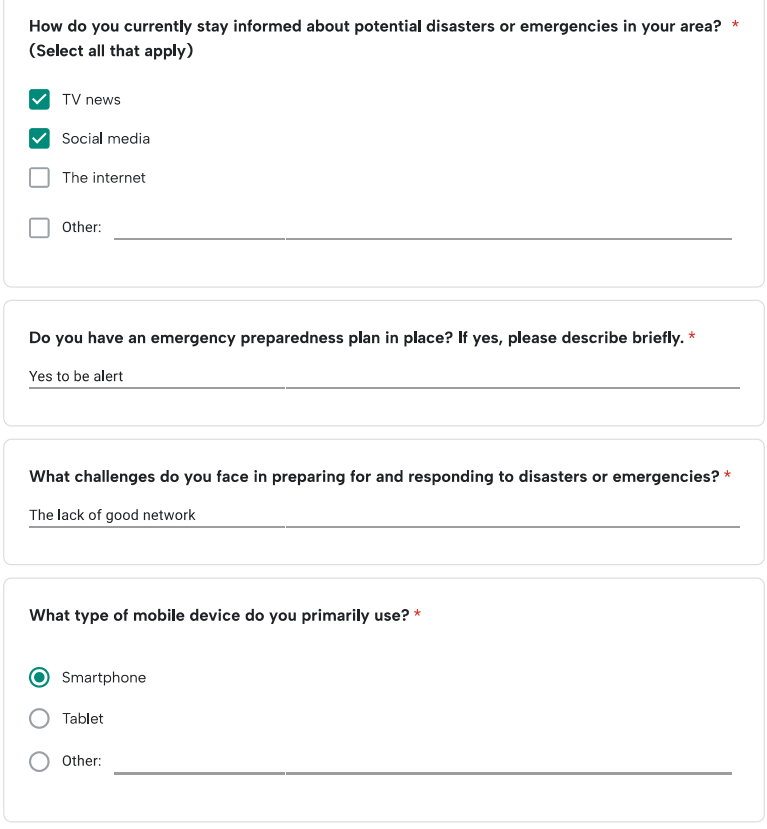 How do you currently stay informed about potential disasters or emergencies in your area? *
(Select all that apply)
TV news
Social media
The internet
Other:
Do you have an emergency preparedness plan in place? If yes, please describe briefly. *
Yes to be alert
What challenges do you face in preparing for and responding to disasters or emergencies? *
The lack of good network
What type of mobile device do you primarily use? *
Smartphone
Tablet
Other: